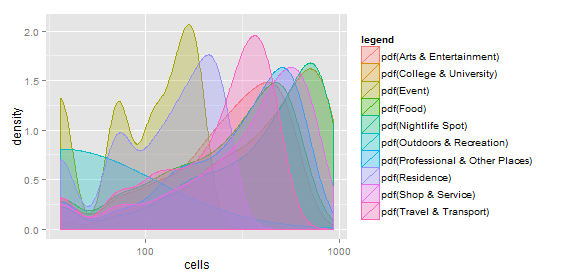 density
2.0
1.5
1.0
0.5
0.0
100
1000
cells
legend
pdf(Arts & Entertainment)
pdf(College & University)
pdf(Event)
pdf(Food)
pdf(Nightlife Spot)
pdf(Outdoors & Recreation)
pdf(Professional & Other Places)
pdf(Residence)
pdf(Shop & Service)
pdf(Travel & Transport)